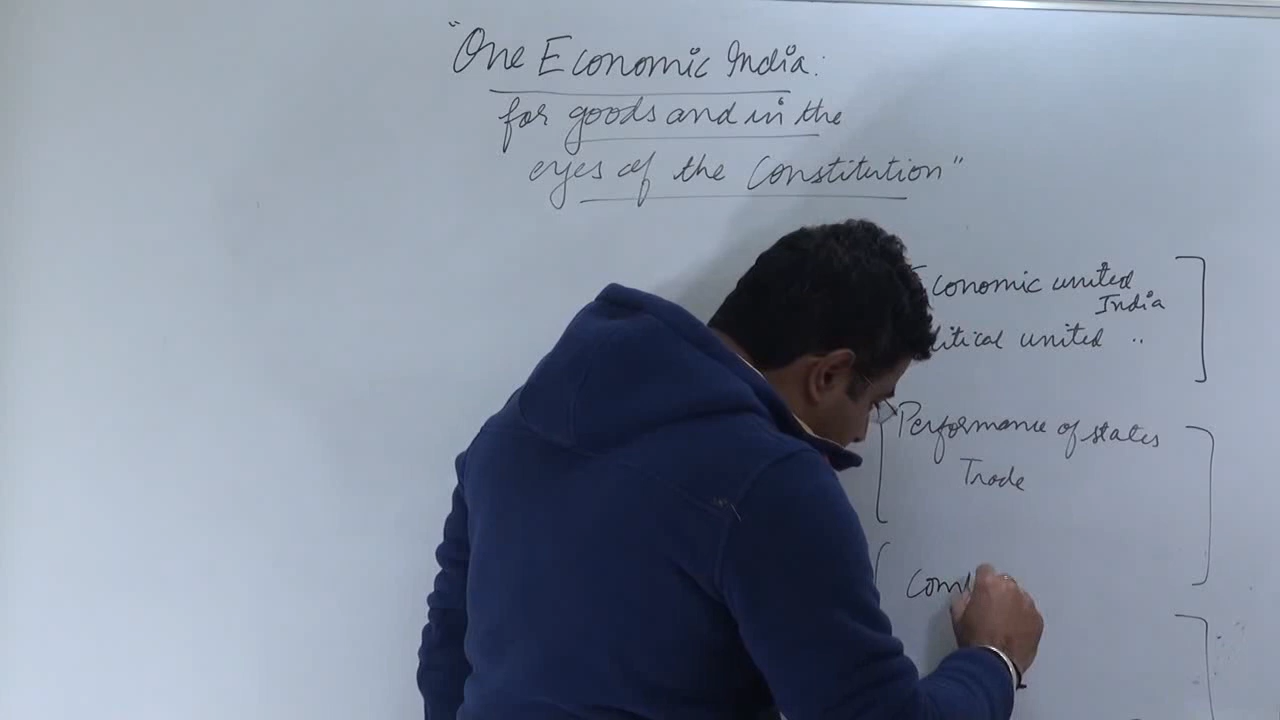 "One Economic India:
for goods and in the
eyes of the Constitution"
conomic united
India
litical united ..
Performance of states
Trade
Com